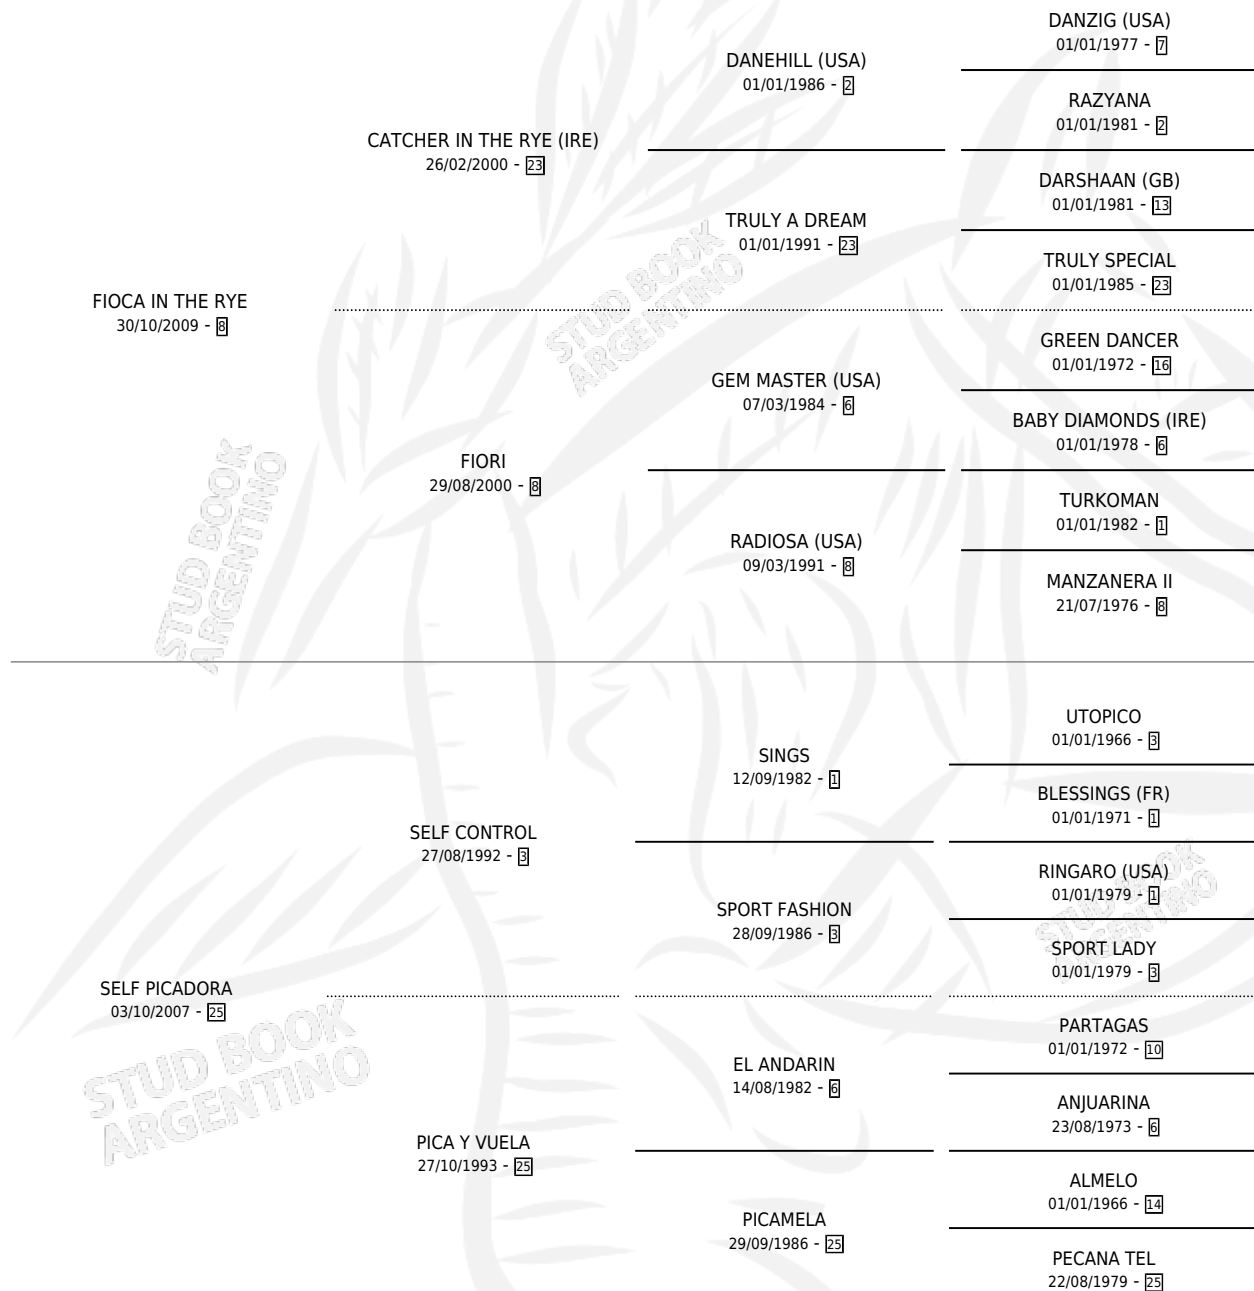 DANZIG (USA)
01/01/1977 - 7
DANEHILL (USA)
01/01/1986 - 2
RAZYANA
01/01/1981 - 2
CATCHER IN THE RYE (IRE)
26/02/2000 - 23
DARSHAAN (GB)
01/01/1981 - 13
TRULY A DREAM
01/01/1991 - 23
TRULY SPECIAL
01/01/1985 - 23
FIOCA IN THE RYE
30/10/2009 - 8
GREEN DANCER
01/01/1972 - 16
GEM MASTER (USA)
07/03/1984 - 6
BABY DIAMONDS (IRE)
01/01/1978 - 6
FIORI
29/08/2000 - 8
TURKOMAN
01/01/1982 - 1
RADIOSA (USA)
09/03/1991 - 8
MANZANERA II
21/07/1976 - 8
UTOPICO
01/01/1966 - 3
SINGS
12/09/1982 - 1
BLESSINGS (FR)
01/01/1971 - 1
SELF CONTROL
27/08/1992 - 3
RINGARO (USA)
01/01/1979 - 1
SPORT FASHION
28/09/1986 - 3
SPORT LADY
01/01/1979 - 3
SELF PICADORA
03/10/2007 - 25
PARTAGAS
01/01/1972 - 10
EL ANDARIN
14/08/1982 - 6
ANJUARINA
23/08/1973 - 6
PICA Y VUELA
27/10/1993 - 25
ALMELO
01/01/1966 - 14
PICAMELA
29/09/1986 - 25
PECANA TEL
22/08/1979 - 25
STUD BOOK
ARGENTINO
STUD BOOK
ARGENTINO
STUD BOOK
ARGENTINO
STUD BOOK
ARGENTINO